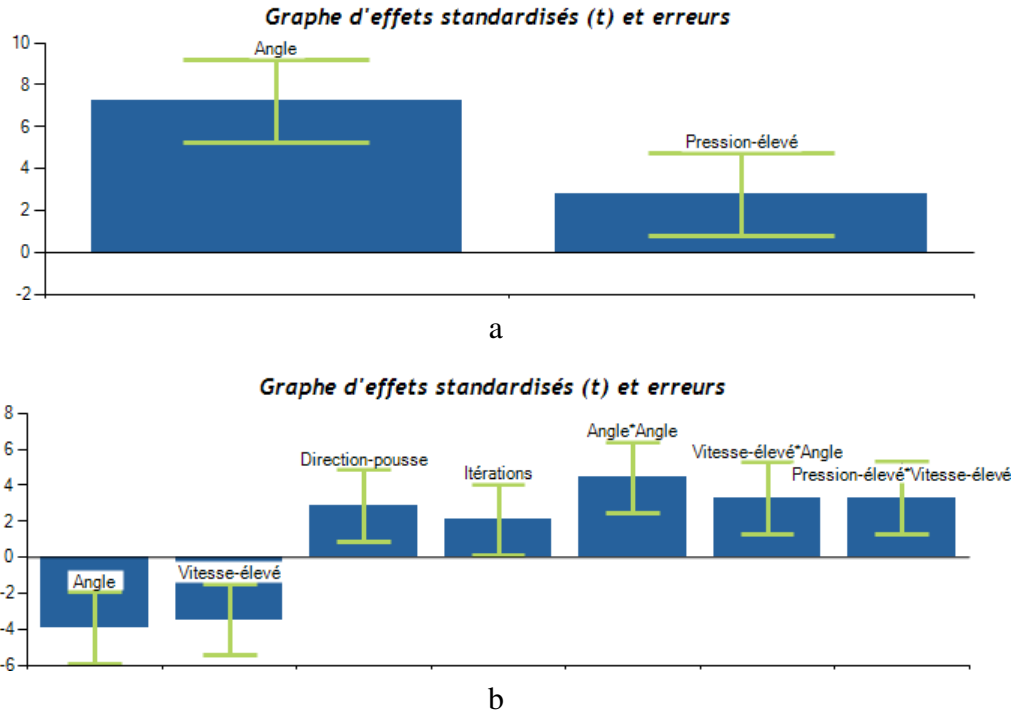 Graphe d'effets standardisés (t) et erreurs
10
Angle
8
6
Pression-élevé
4
2
0
-2
a
Graphe d'effets standardisés (t) et erreurs
8
Angle*Angle
6
Vitesse-élevé*Angle
Direction-pousse
Itérations
Pression-élevé*Vitesse-élevé
4
2
0
Vitesse-élevé
Angle
-2
-4
-6
b